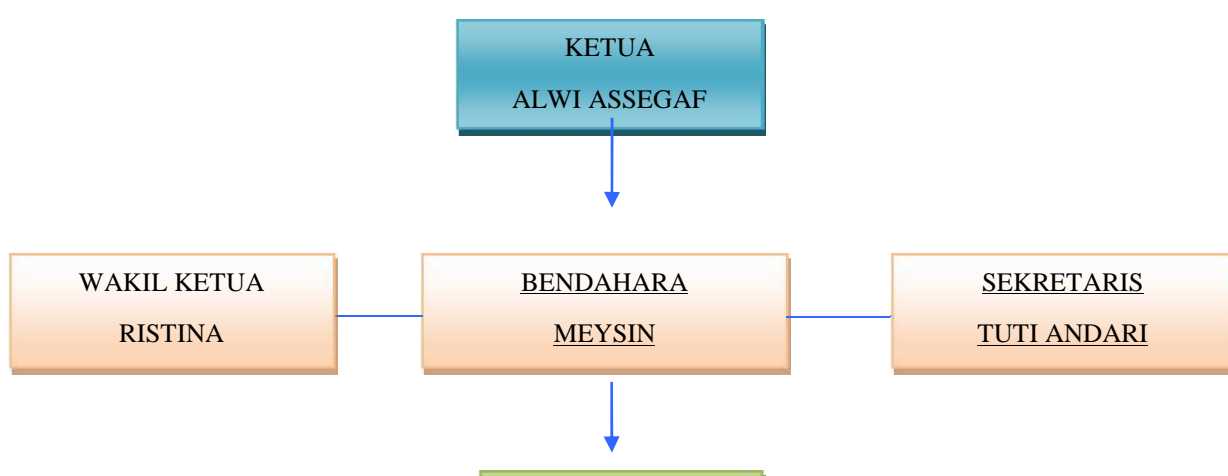 KETUA
ALWI ASSEGAF
WAKIL KETUA
RISTINA
BENDAHARA
MEYSIN
SEKRETARIS
TUTI ANDARI